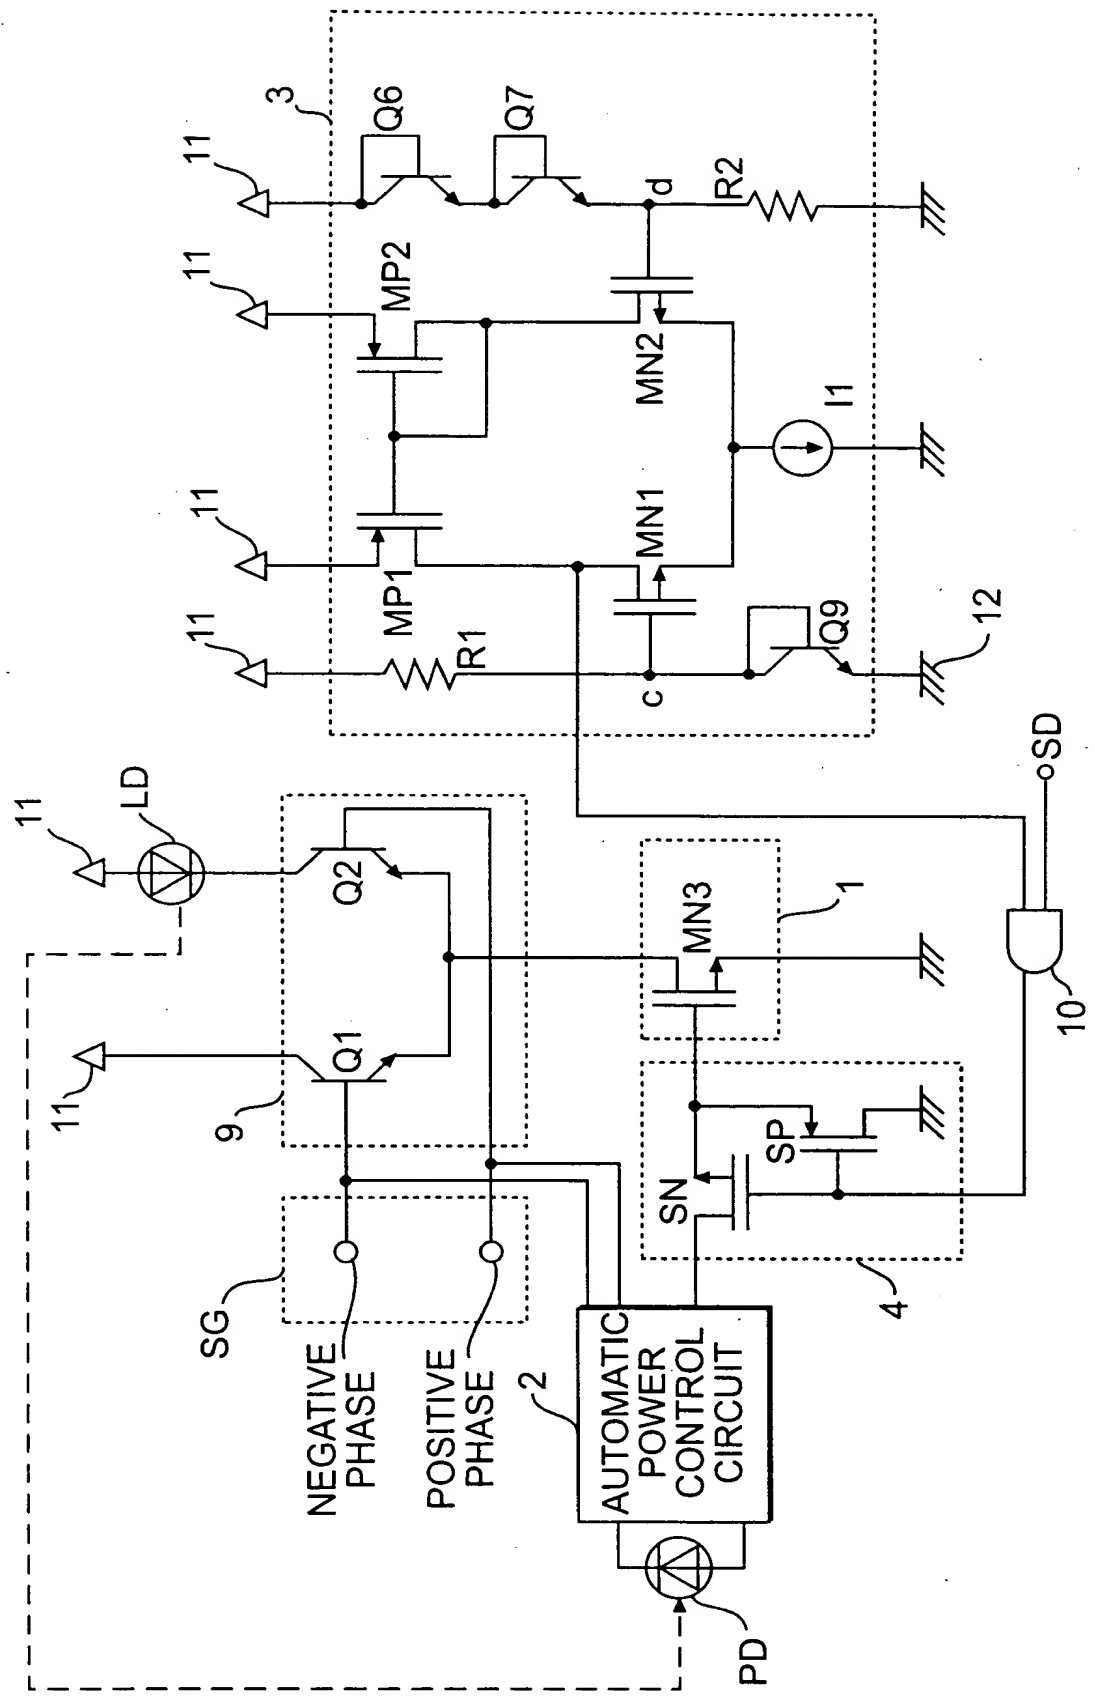 11
11
LD
9
Q1
Q2
SG
NEGATIVE
PHASE
POSITIVE
PHASE
2
AUTOMATIC
POWER
CONTROL
CIRCUIT
PD
SN
SP
4
MN3
1
10
SD
3
11
11
11
11
MP1
MP2
Q6
Q7
R1
c
MN1
MN2
d
R2
Q9
I1
12